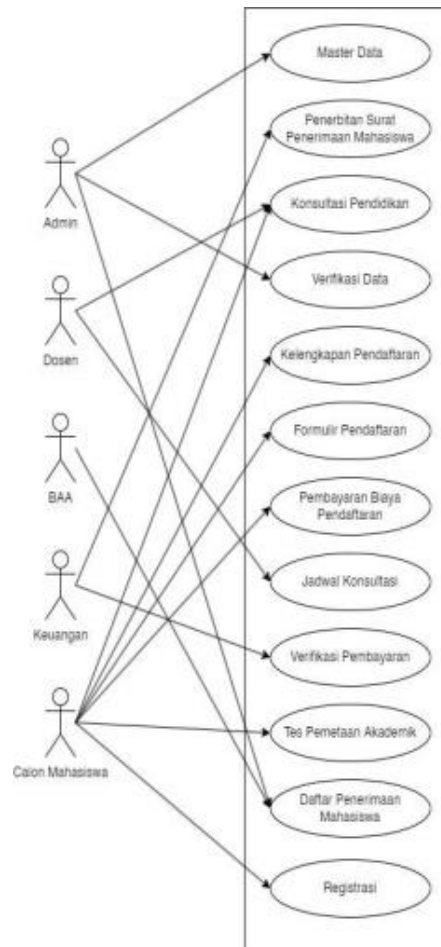 Master Data
Penerbitan Surat
Penerimaan Mahasiswa
Admin
Konsultasi Pendidikan
Verifikasi Data
Dosen
Kelengkapan Pendaftaran
Formulir Pendaftaran
BAA
Pembayaran Biaya
Pendaftaran
Jadwal Konsultasi
Keuangan
Verifikasi Pembayaran
Tes Pemetaan Akademik
Calon Mahasiswa
Daftar Penerimaan
Mahasiswa
Registrasi